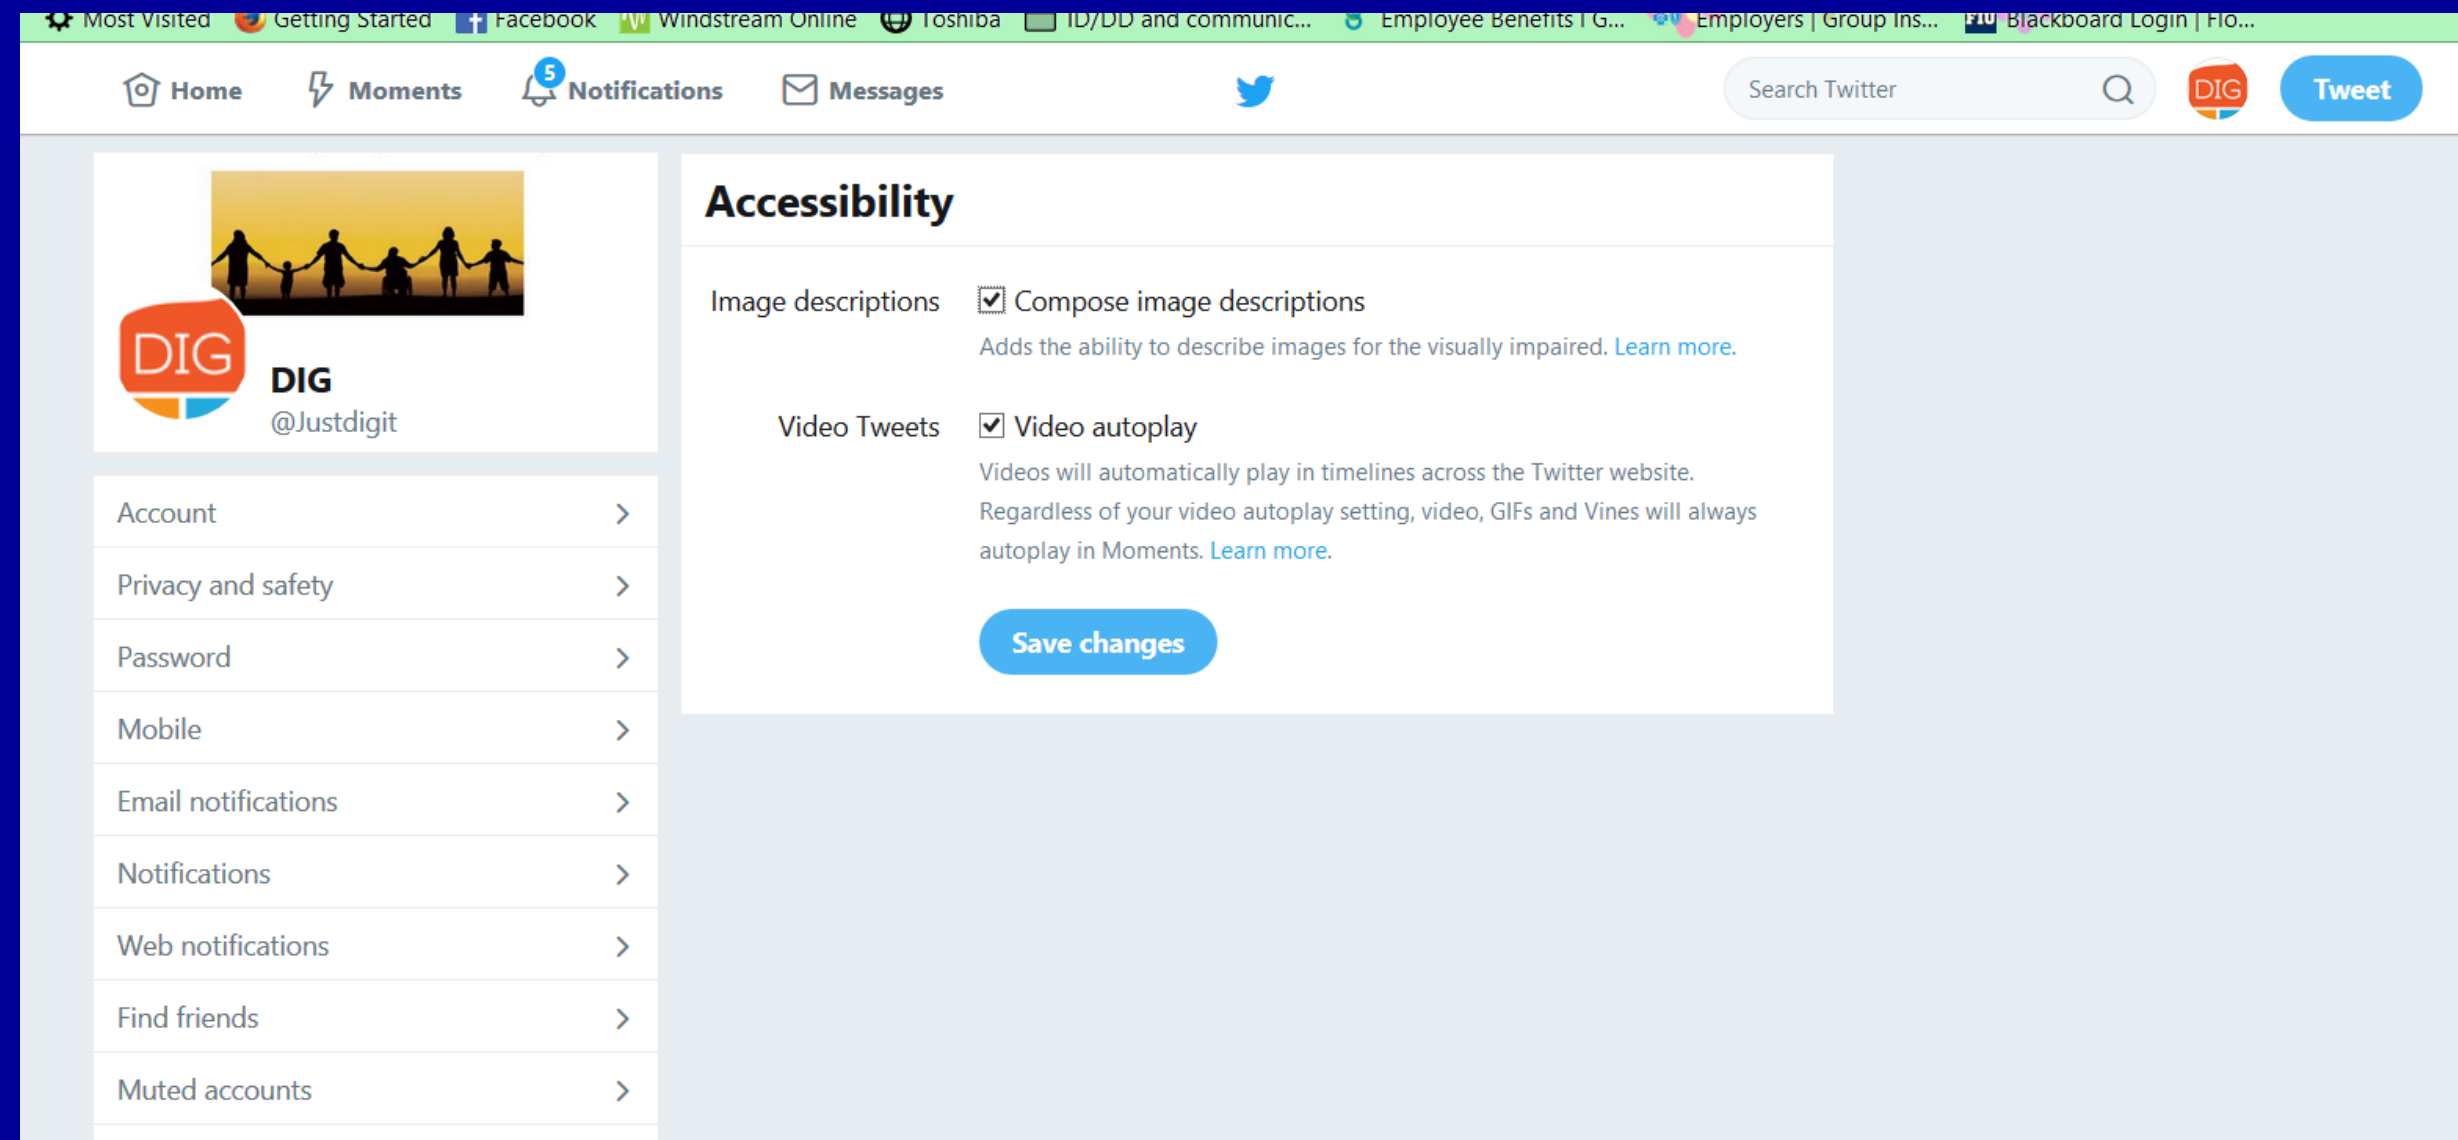 Most Visited Getting Started Facebook Windstream Online Toshiba ID/DD and communic... Employee Benefits I G... Employers | Group Ins... FIU Blackboard Login | Flo...
Home Moments 5 Notifications Messages Search Twitter DIG Tweet
DIG
DIG
@Justdigit
Account
Privacy and safety
Password
Mobile
Email notifications
Notifications
Web notifications
Find friends
Muted accounts
Accessibility
Image descriptions Compose image descriptions
Adds the ability to describe images for the visually impaired. Learn more.
Video Tweets Video autoplay
Videos will automatically play in timelines across the Twitter website.
Regardless of your video autoplay setting, video, GIFs and Vines will always
autoplay in Moments. Learn more.
Save changes